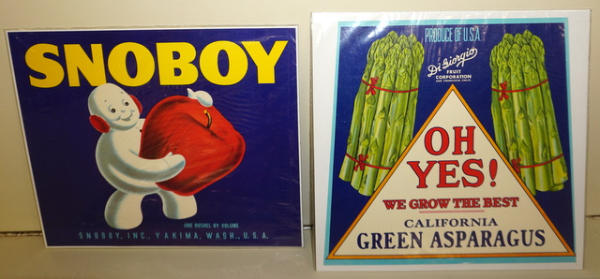 SNOBOY
ONE BUSHEL BY VOLUME
SNOBOY, INC., YAKIMA, WASH., U.S.A.
PRODUCE OF U.S.A.
Di Giorgio
FRUIT
CORPORATION
OH
YES!
WE GROW THE BEST
CALIFORNIA
GREEN ASPARAGUS